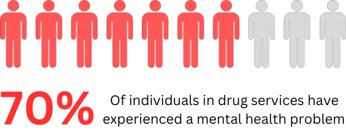 70%
Of individuals in drug services have
experienced a mental health problem